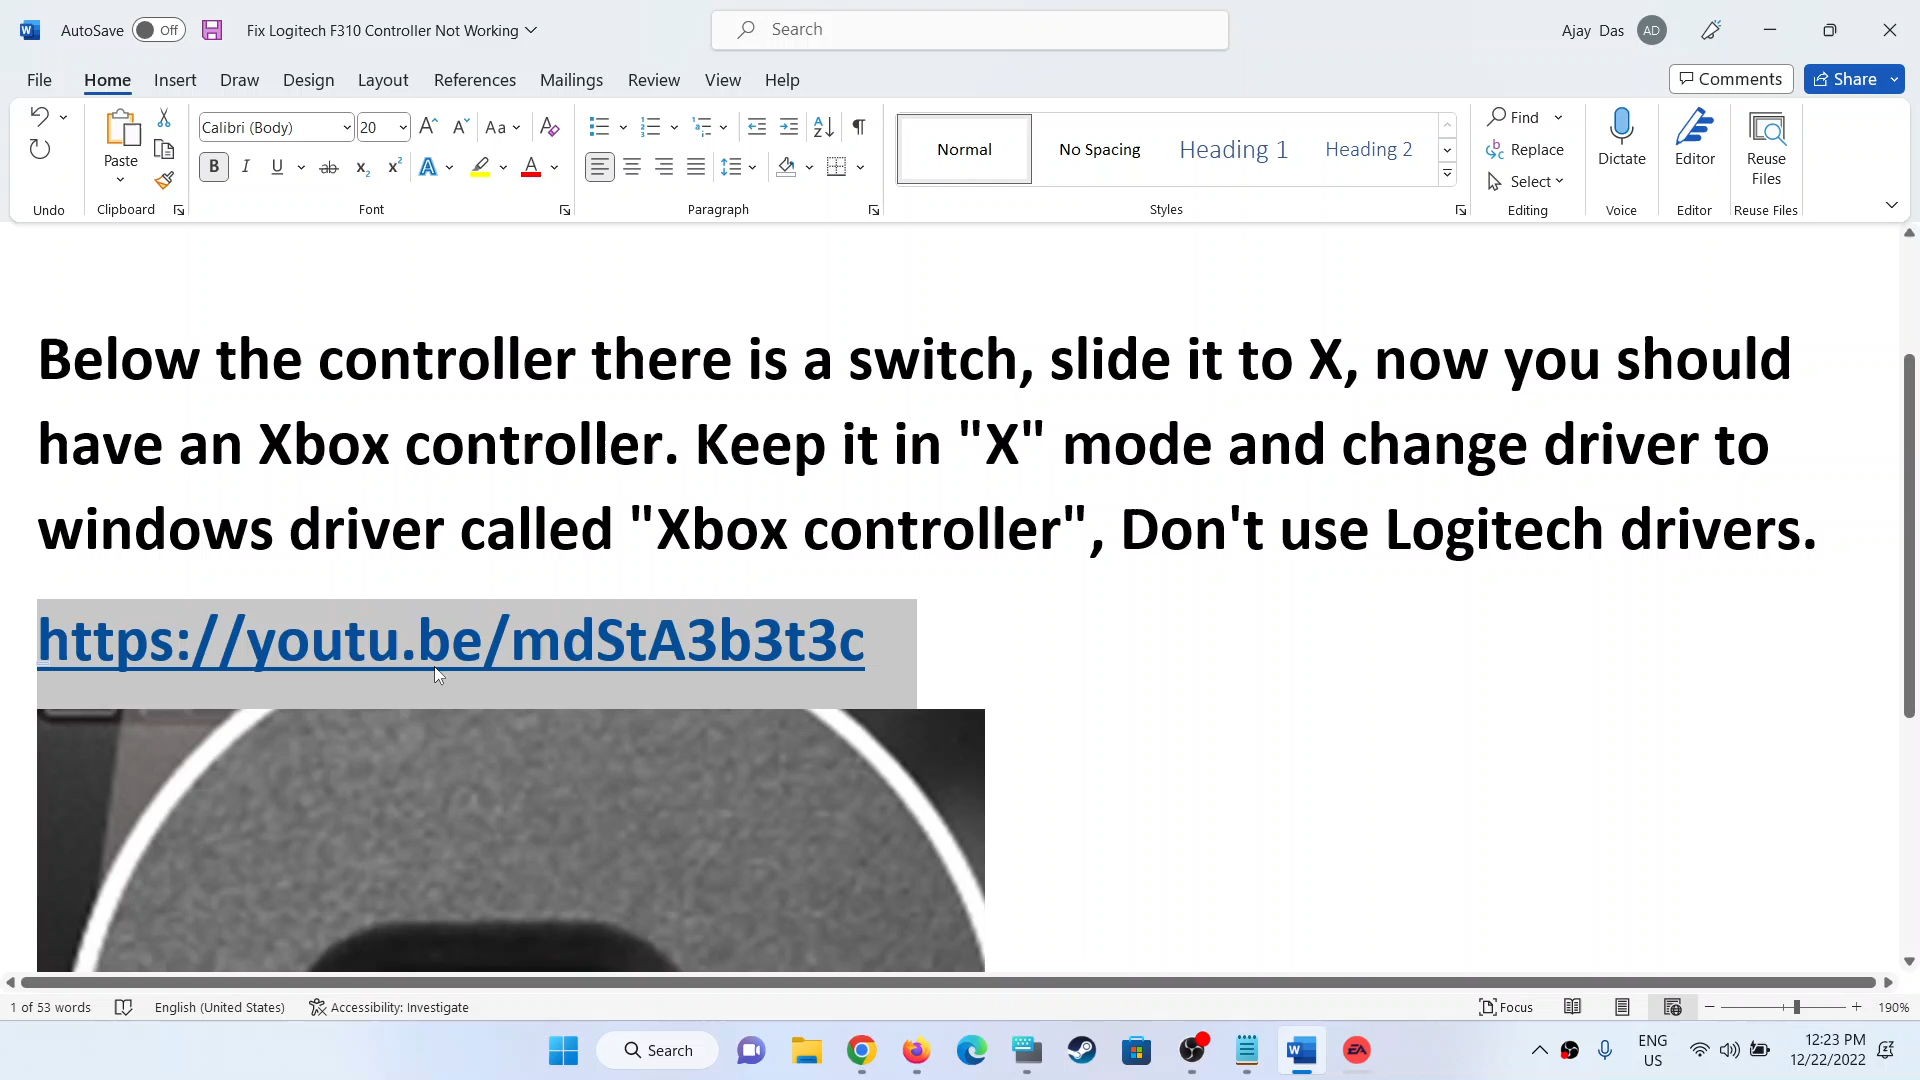 AutoSave Off Fix Logitech F310 Controller Not Working Search Ajay Das AD
File Home Insert Draw Design Layout References Mailings Review View Help Comments Share
Calibri (Body) 20 Aa
Paste
B I U ab x2 x2 A A
Normal No Spacing Heading 1 Heading 2
Find
Replace
Select
Dictate
Editor
Reuse
Files
Undo Clipboard Font Paragraph Styles Editing Voice Editor Reuse Files
Below the controller there is a switch, slide it to X, now you should
have an Xbox controller. Keep it in "X" mode and change driver to
windows driver called "Xbox controller", Don't use Logitech drivers.
https://youtu.be/mdStA3b3t3c
1 of 53 words English (United States) Accessibility: Investigate Focus 190%
Search
EA
ENG
US
12:23 PM
12/22/2022